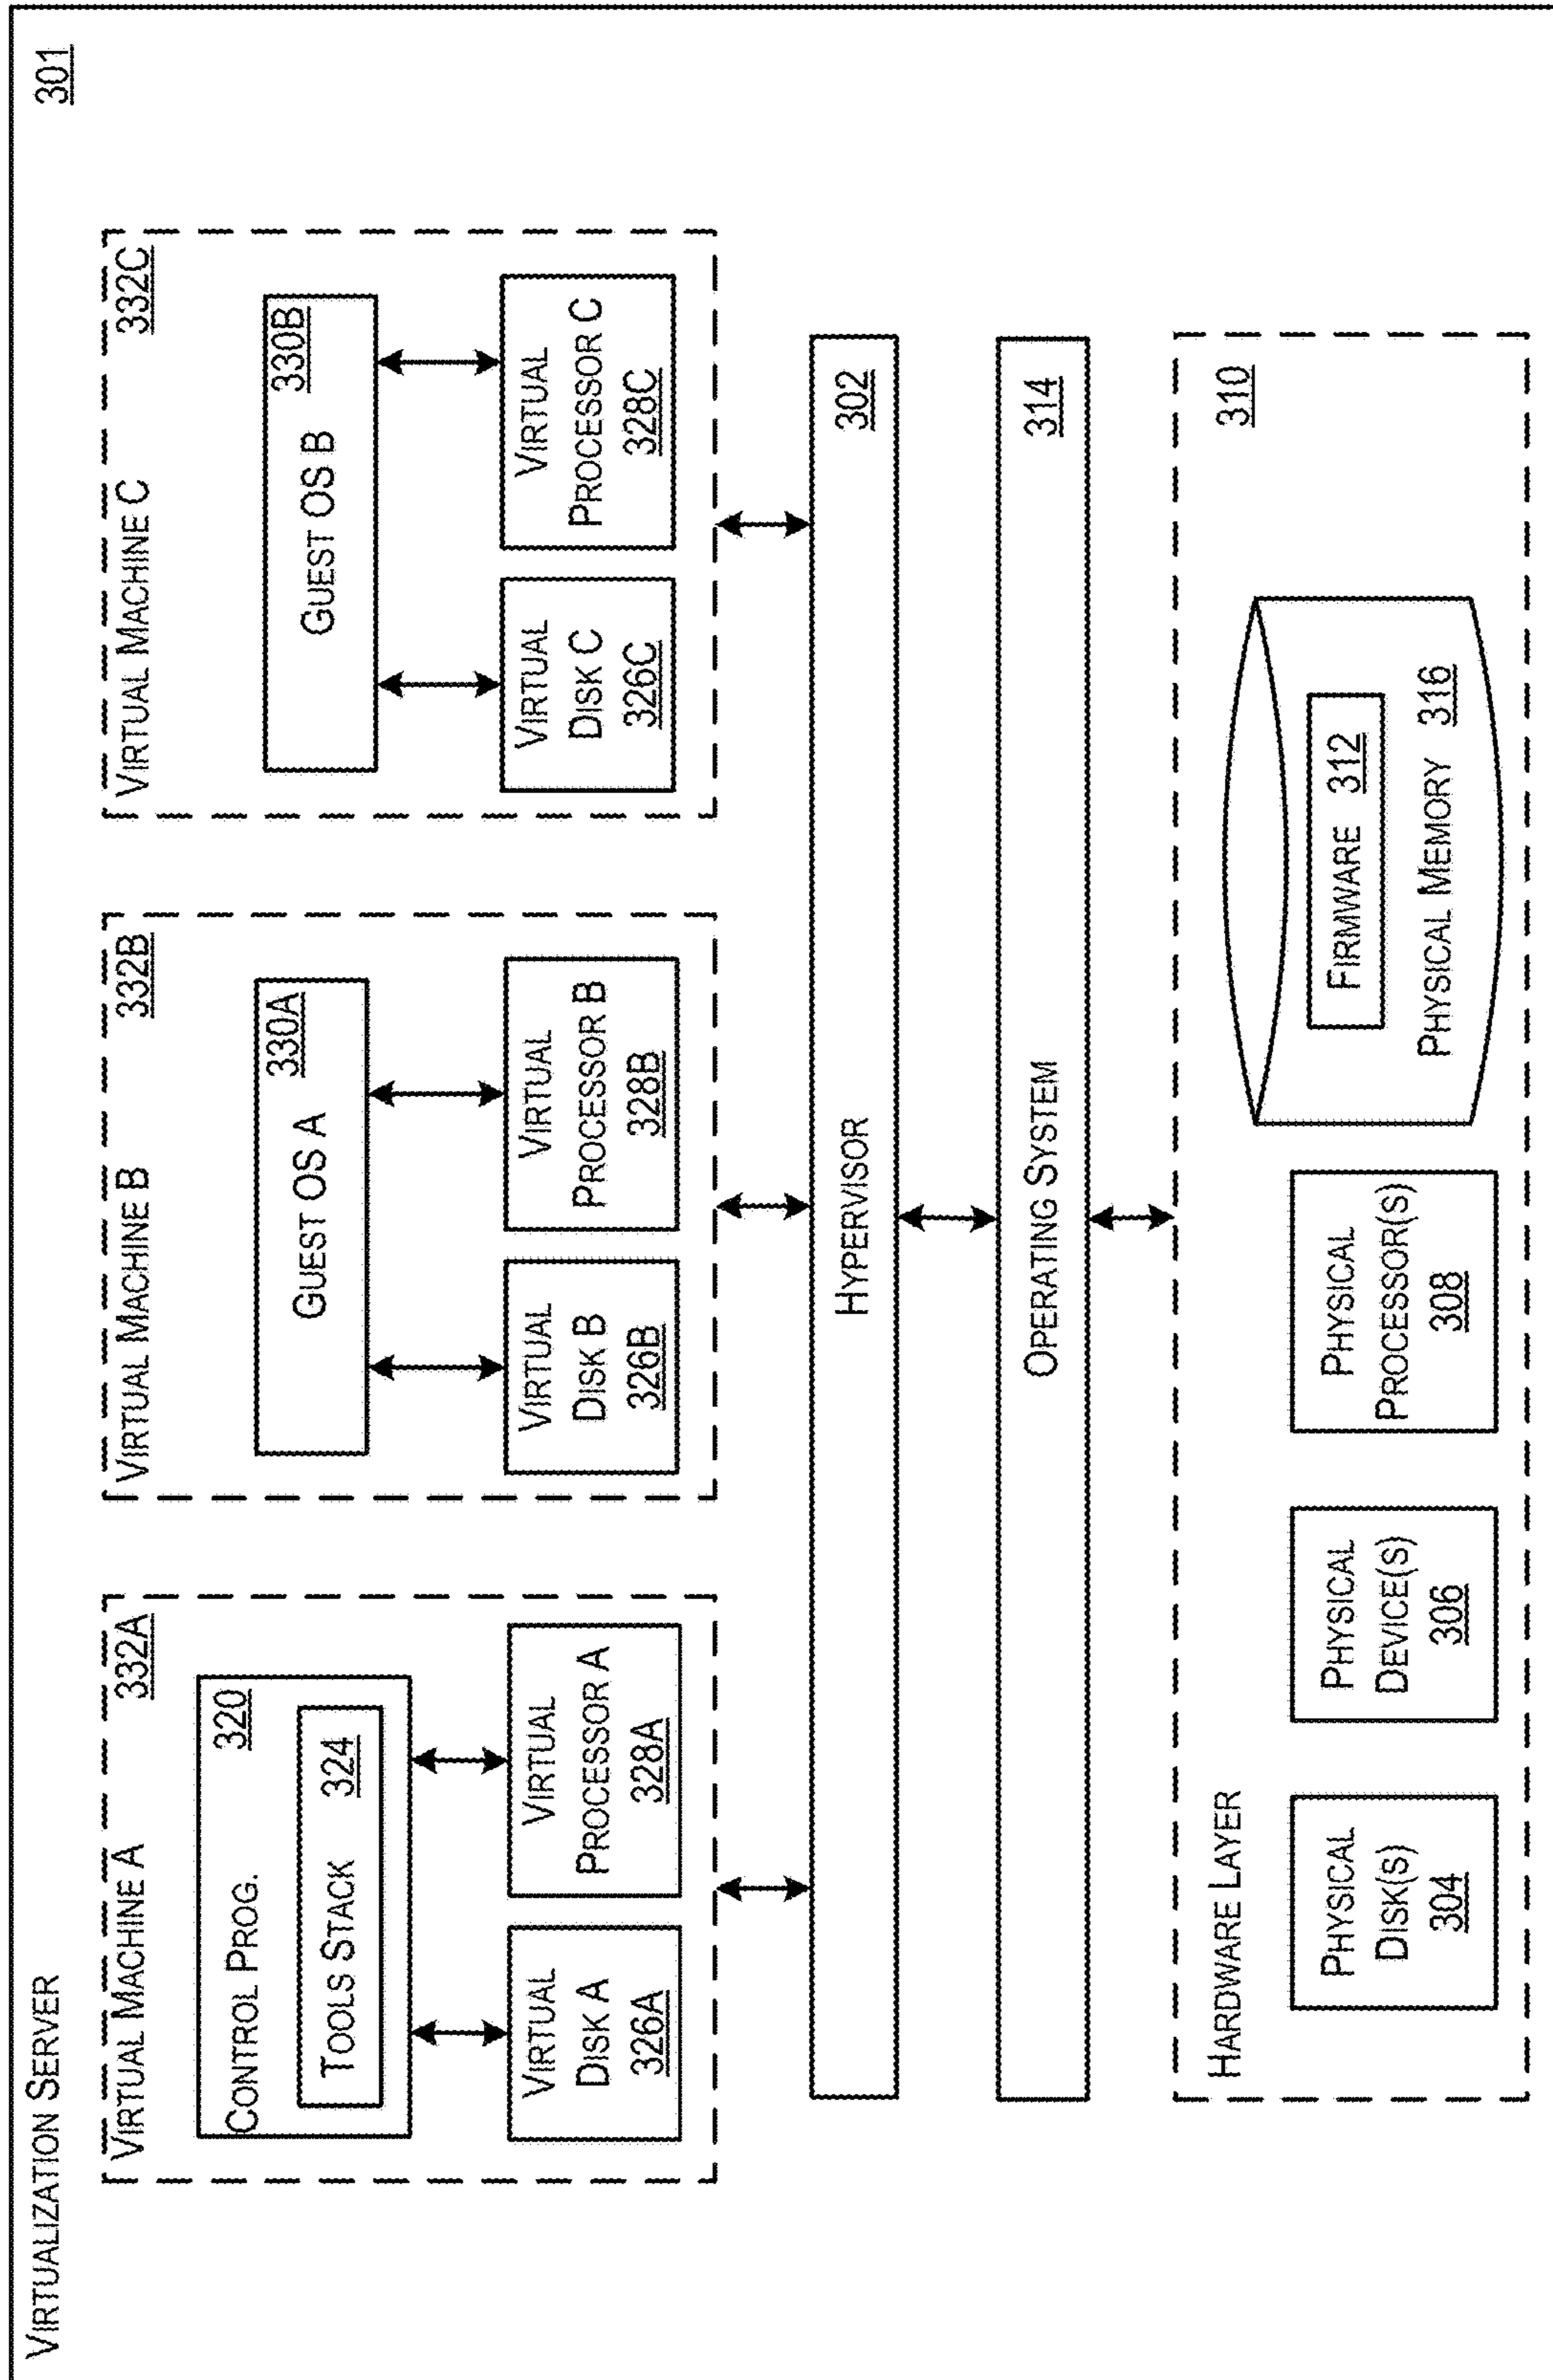 VIRTUALIZATION SERVER
301
VIRTUAL MACHINE A
332A
CONTROL PROG.
320
TOOLS STACK
324
VIRTUAL
DISK A
326A
VIRTUAL
PROCESSOR A
328A
VIRTUAL MACHINE B
332B
GUEST OS A
330A
VIRTUAL
DISK B
326B
VIRTUAL
PROCESSOR B
328B
VIRTUAL MACHINE C
332C
GUEST OS B
330B
VIRTUAL
DISK C
326C
VIRTUAL
PROCESSOR C
328C
HYPERVISOR
302
OPERATING SYSTEM
314
HARDWARE LAYER
310
PHYSICAL
DISK(S)
304
PHYSICAL
DEVICE(S)
306
PHYSICAL
PROCESSOR(S)
308
FIRMWARE 312
PHYSICAL MEMORY 316